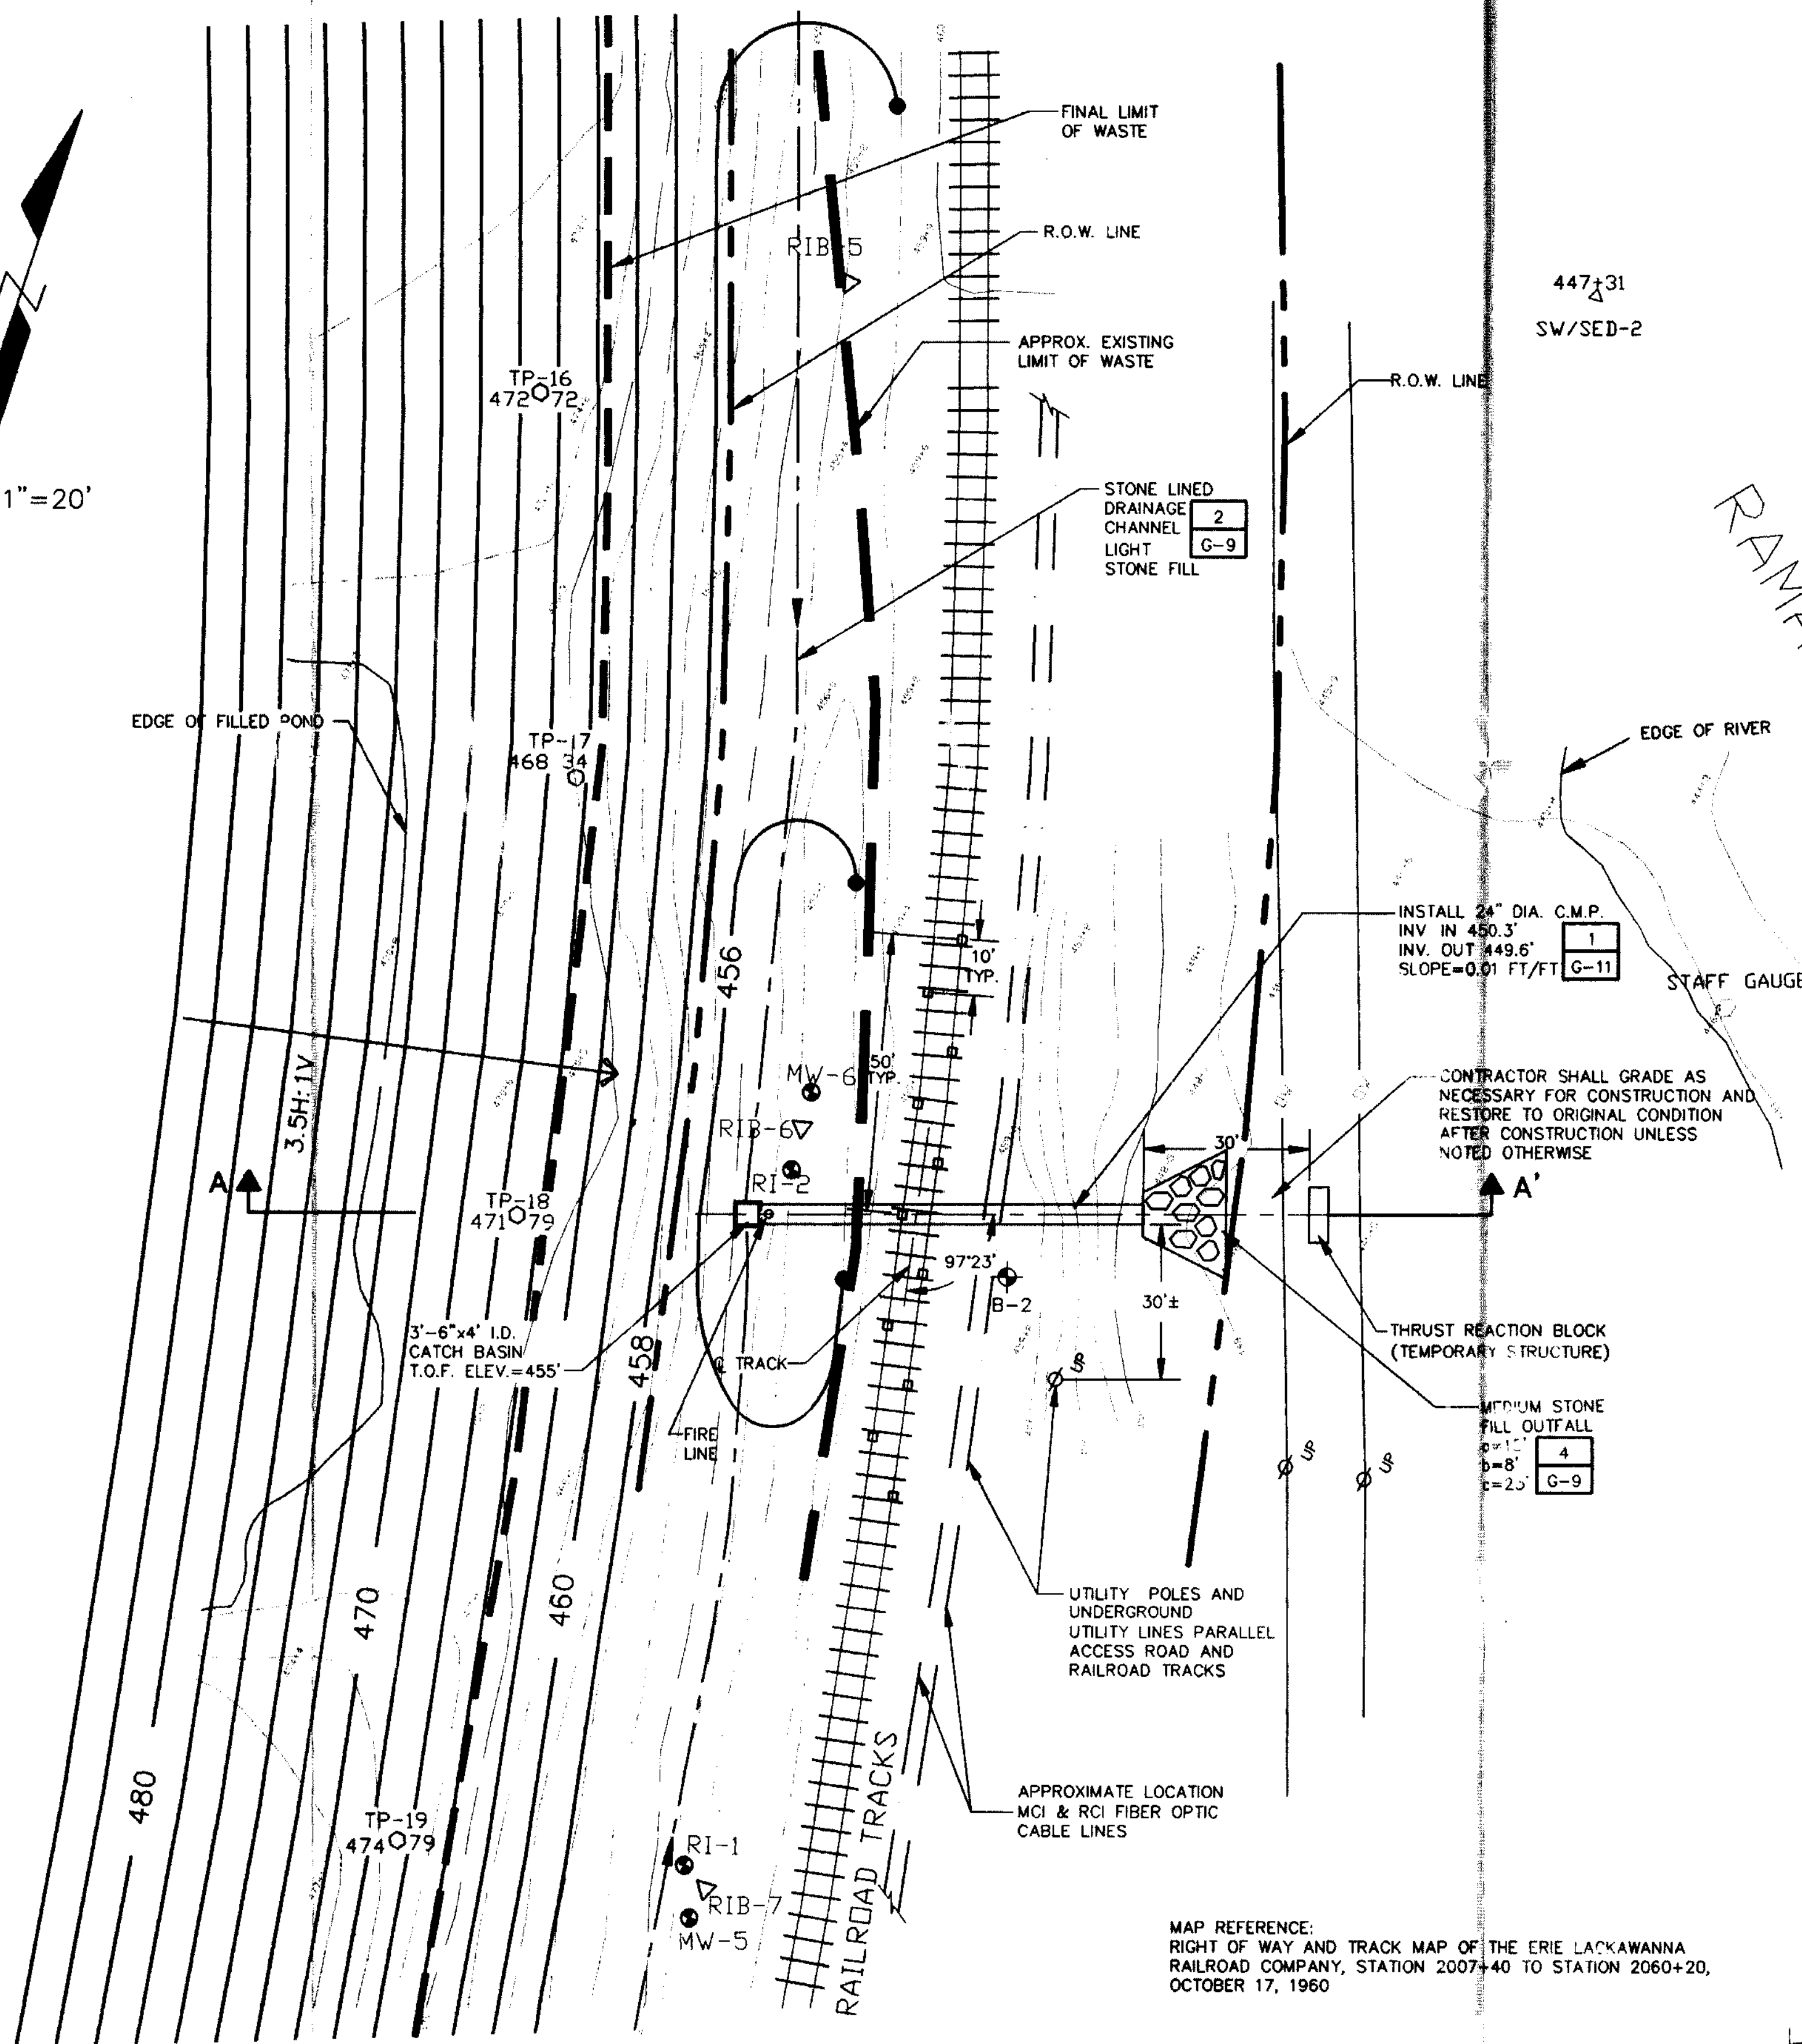 FINAL LIMIT
OF WASTE
R.O.W. LINE
RIB-5
447+31
SW/SED-2
APPROX. EXISTING
LIMIT OF WASTE
TP-16
472 72
R.O.W. LINE
1"=20'
STONE LINED
DRAINAGE
CHANNEL
LIGHT
STONE FILL
2
G-9
EDGE OF FILLED POND
TP-17
468 34
EDGE OF RIVER
INSTALL 24" DIA. C.M.P.
INV IN 450.3'
INV. OUT 449.6'
SLOPE=0.01 FT/FT
1
G-11
STAFF GAUGE
456
10'
TYP.
50'
TYP.
MW-6
3.5H:1V
RIB-6
CONTRACTOR SHALL GRADE AS
NECESSARY FOR CONSTRUCTION AND
RESTORE TO ORIGINAL CONDITION
AFTER CONSTRUCTION UNLESS
NOTED OTHERWISE
30'
A
A'
RI-2
TP-18
471 79
97°23'
B-2
30'±
3'-6"x4' I.D.
CATCH BASIN
T.O.F. ELEV.=455'
458
℄ TRACK
UP
THRUST REACTION BLOCK
(TEMPORARY STRUCTURE)
FIRE
LINE
MEDIUM STONE
FILL OUTFALL
b=8'
4
G-9
UP
UP
470
460
UTILITY POLES AND
UNDERGROUND
UTILITY LINES PARALLEL
ACCESS ROAD AND
RAILROAD TRACKS
480
TP-19
474 79
RI-1
RIB-7
MW-5
RAILROAD TRACKS
APPROXIMATE LOCATION
MCI & RCI FIBER OPTIC
CABLE LINES
MAP REFERENCE:
RIGHT OF WAY AND TRACK MAP OF THE ERIE LACKAWANNA
RAILROAD COMPANY, STATION 2007+40 TO STATION 2060+20,
OCTOBER 17, 1960